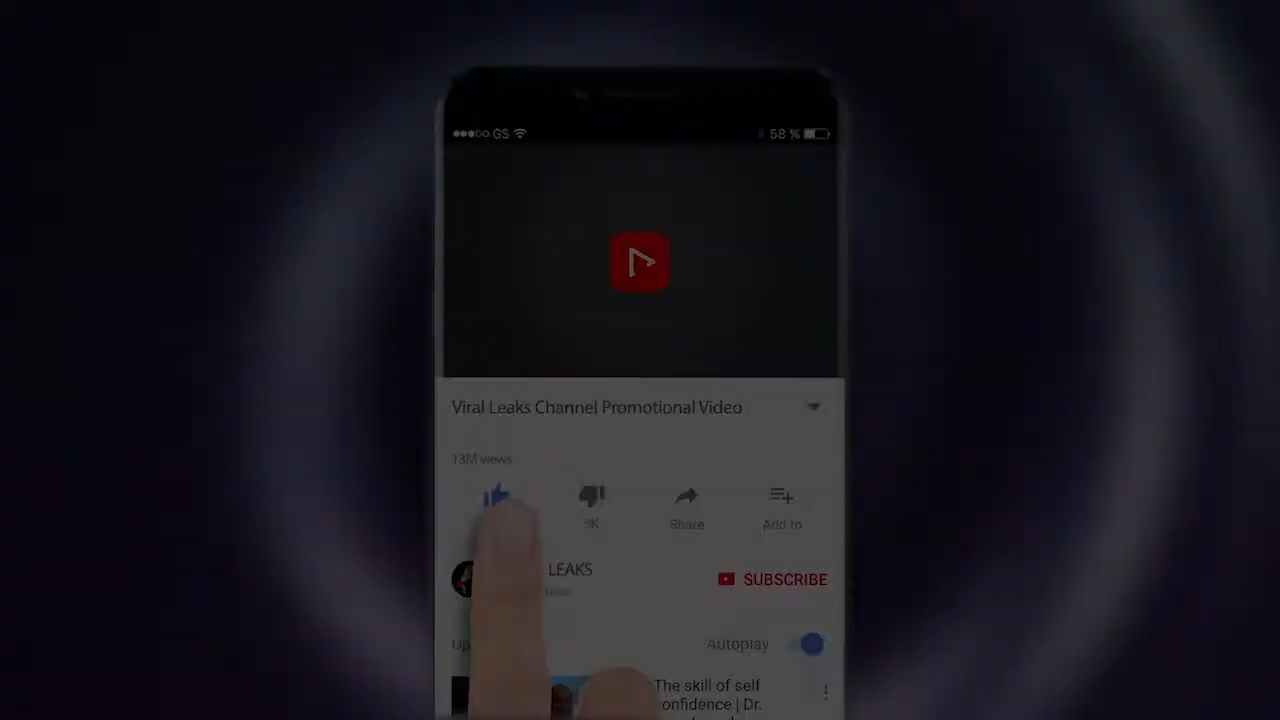 GS 58 %
Viral Leaks Channel Promotional Video
13M views
Share Add to
LEAKS SUBSCRIBE
Up Autoplay
The skill of self
onfidence | Dr.